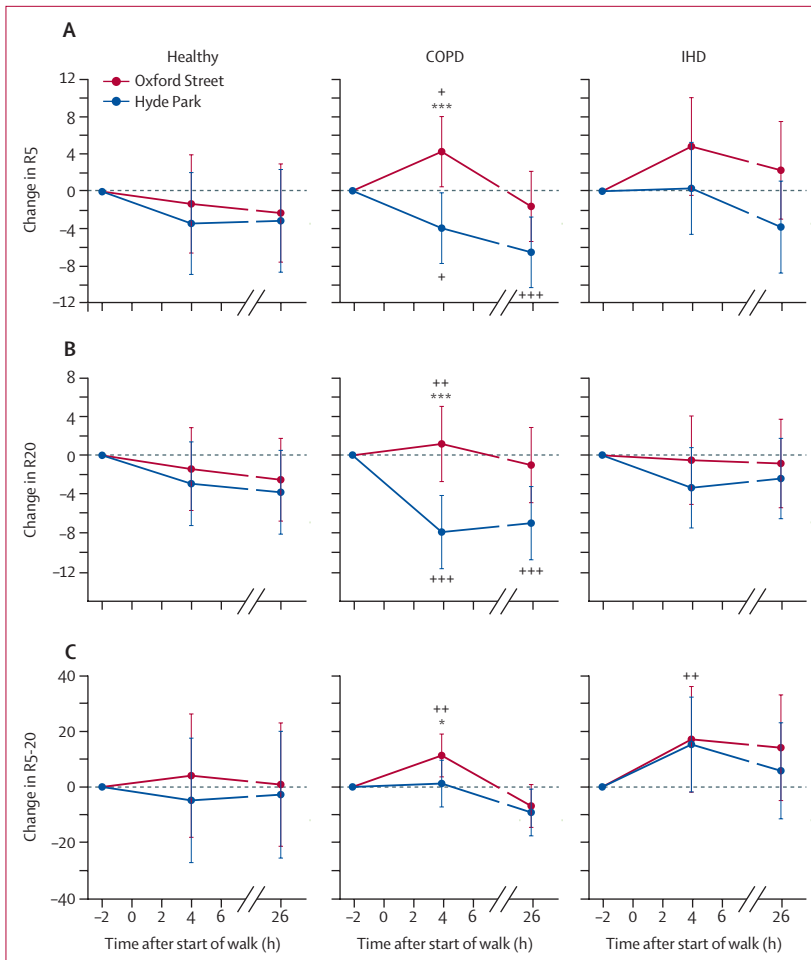 A
Healthy COPD IHD
Oxford Street
Hyde Park
Change in R5
12
8
4
0
–4
–8
–12
+
***
+
+++
B
Change in R20
8
4
0
–4
–8
–12
++
***
+++ +++
C
Change in R5-20
40
20
0
–20
–40
++
*
++
–2 0 2 4 6 8 26 –2 0 2 4 6 8 26 –2 0 2 4 6 8 26
Time after start of walk (h) Time after start of walk (h) Time after start of walk (h)